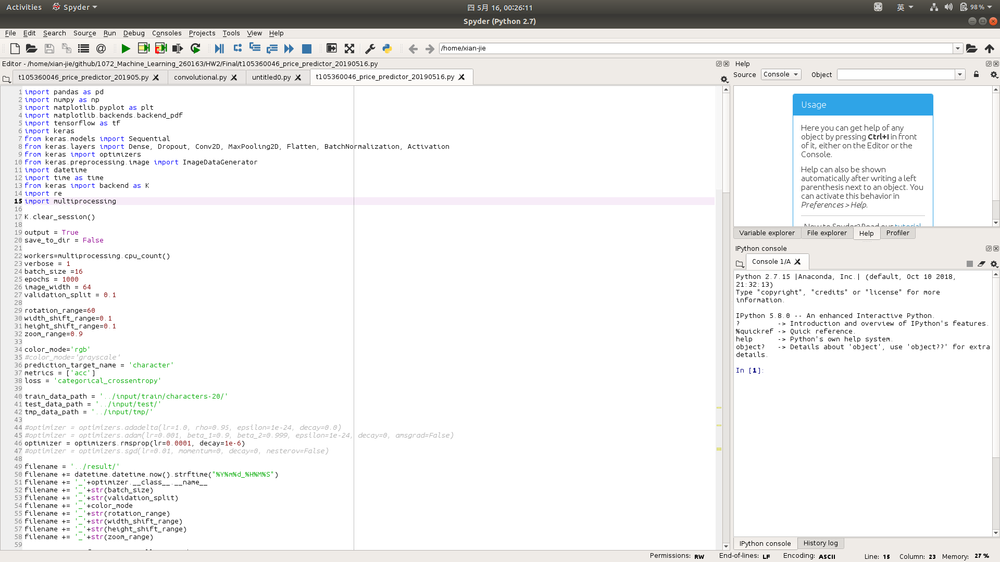 Activities
Spyder
四 5月 16, 00:26:11
英
98 %
Spyder (Python 2.7)
File Edit Search Source Run Debug Consoles Projects Tools View Help
/home/xian-jie
Editor - /home/xian-jie/github/1072_Machine_Learning_260163/HW2/Final/t105360046_price_predictor_20190516.py
t105360046_price_predictor_201905.py
convolutional.py
untitled0.py
t105360046_price_predictor_20190516.py
1 import pandas as pd
2 import numpy as np
3 import matplotlib.pyplot as plt
4 import matplotlib.backends.backend_pdf
5 import tensorflow as tf
6 import keras
7 from keras.models import Sequential
8 from keras.layers import Dense, Dropout, Conv2D, MaxPooling2D, Flatten, BatchNormalization, Activation
9 from keras import optimizers
10 from keras.preprocessing.image import ImageDataGenerator
11 import datetime
12 import time as time
13 from keras import backend as K
14 import re
15 import multiprocessing
16
17 K.clear_session()
18
19 output = True
20 save_to_dir = False
21
22 workers=multiprocessing.cpu_count()
23 verbose = 1
24 batch_size =16
25 epochs = 1000
26 image_width = 64
27 validation_split = 0.1
28
29 rotation_range=60
30 width_shift_range=0.1
31 height_shift_range=0.1
32 zoom_range=0.9
33
34 color_mode='rgb'
35 #color_mode='grayscale'
36 prediction_target_name = 'character'
37 metrics = ['acc']
38 loss = 'categorical_crossentropy'
39
40 train_data_path = '../input/train/characters-20/'
41 test_data_path = '../input/test/'
42 tmp_data_path = '../input/tmp/'
43
44 #optimizer = optimizers.adadelta(lr=1.0, rho=0.95, epsilon=1e-24, decay=0.0)
45 #optimizer = optimizers.adam(lr=0.001, beta_1=0.9, beta_2=0.999, epsilon=1e-24, decay=0, amsgrad=False)
46 optimizer = optimizers.rmsprop(lr=0.0001, decay=1e-6)
47 #optimizer = optimizers.sgd(lr=0.01, momentum=0, decay=0, nesterov=False)
48
49 filename = '../result/'
50 filename += datetime.datetime.now().strftime("%Y%m%d_%H%M%S")
51 filename += '_'+optimizer.__class__.__name__
52 filename += '_'+str(batch_size)
53 filename += '_'+str(validation_split)
54 filename += '_'+color_mode
55 filename += '_'+str(rotation_range)
56 filename += '_'+str(width_shift_range)
57 filename += '_'+str(height_shift_range)
58 filename += '_'+str(zoom_range)
59
Help
Source Console Object
Usage
Here you can get help of any
object by pressing Ctrl+I in front
of it, either on the Editor or the
Console.
Help can also be shown
automatically after writing a left
parenthesis next to an object. You
can activate this behavior in
Preferences > Help.
New to Spyder? Read our tutorial
Variable explorer
File explorer
Help
Profiler
IPython console
Console 1/A
Python 2.7.15 |Anaconda, Inc.| (default, Oct 10 2018,
21:32:13)
Type "copyright", "credits" or "license" for more
information.
IPython 5.8.0 -- An enhanced Interactive Python.
? -> Introduction and overview of IPython's features.
%quickref -> Quick reference.
help -> Python's own help system.
object? -> Details about 'object', use 'object??' for extra
details.
In [1]:
IPython console
History log
Permissions: RW End-of-lines: LF Encoding: ASCII Line: 15 Column: 23 Memory: 27 %